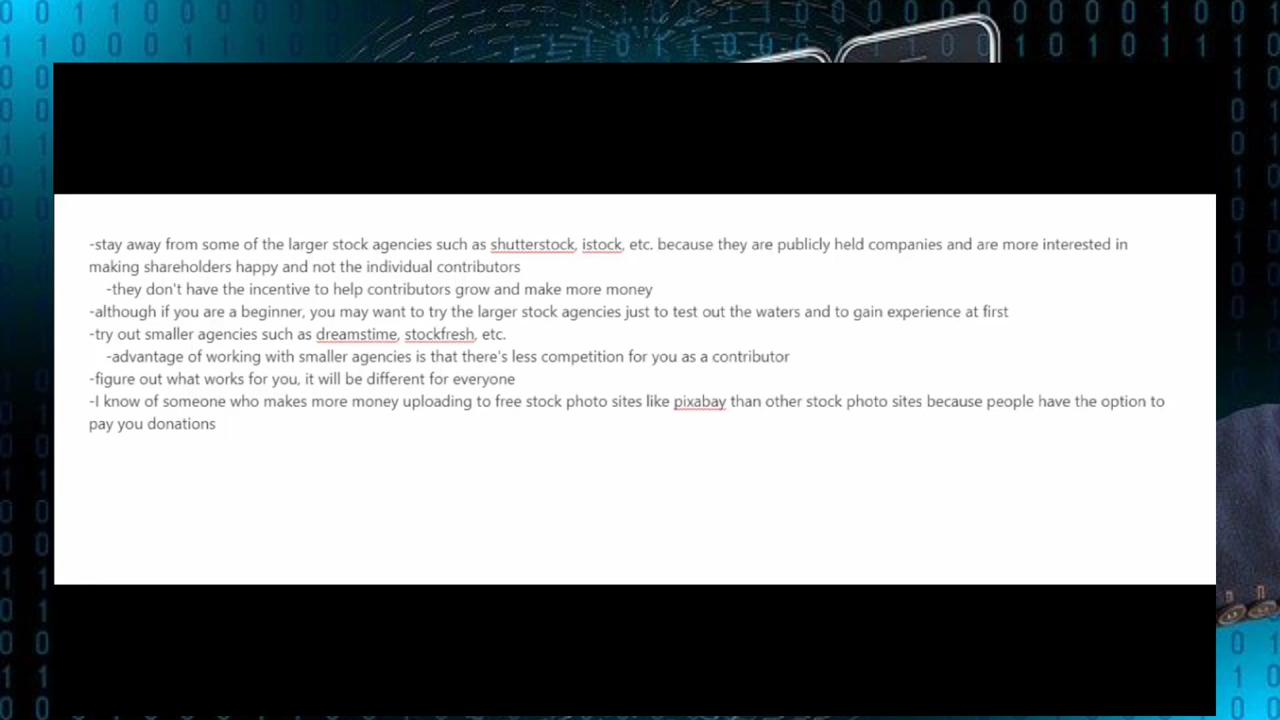 -stay away from some of the larger stock agencies such as shutterstock, istock, etc. because they are publicly held companies and are more interested in
making shareholders happy and not the individual contributors
-they don't have the incentive to help contributors grow and make more money
-although if you are a beginner, you may want to try the larger stock agencies just to test out the waters and to gain experience at first
-try out smaller agencies such as dreamstime, stockfresh, etc.
-advantage of working with smaller agencies is that there's less competition for you as a contributor
-figure out what works for you, it will be different for everyone
-I know of someone who makes more money uploading to free stock photo sites like pixabay than other stock photo sites because people have the option to
pay you donations